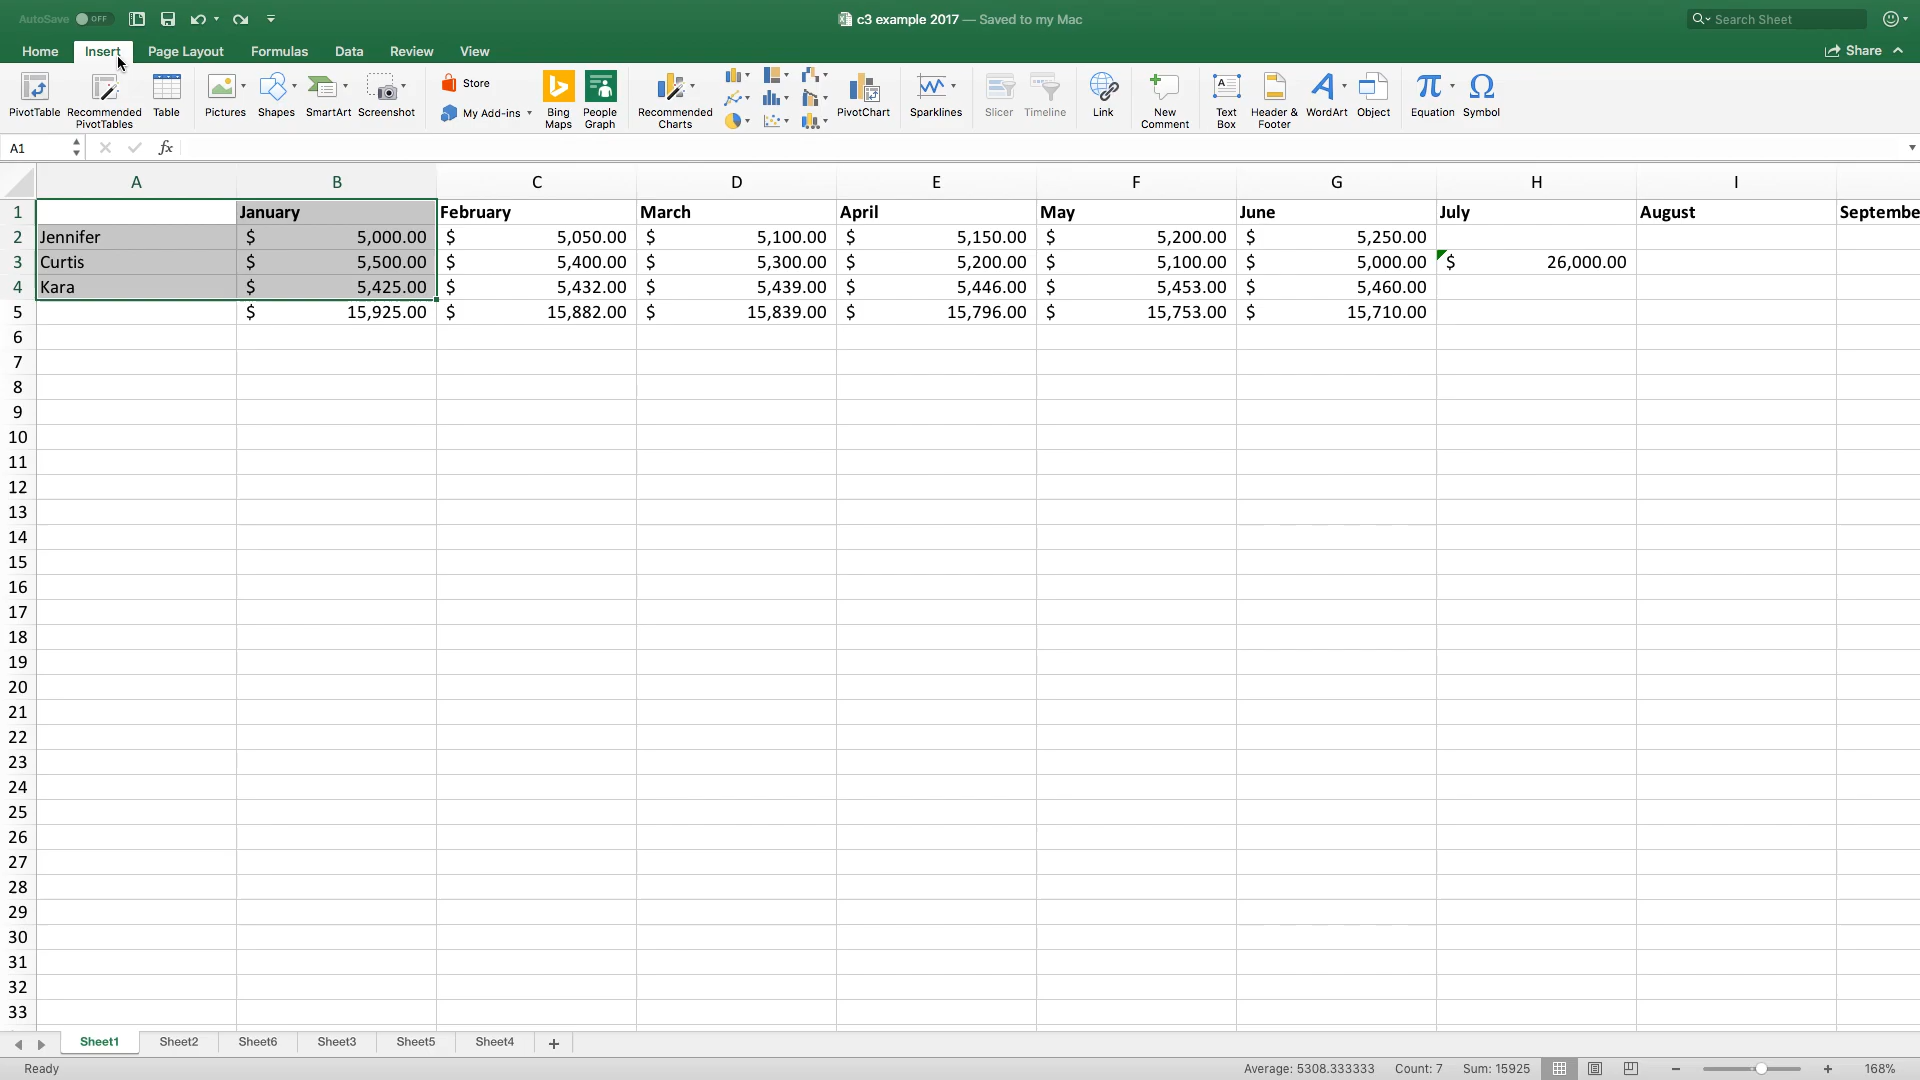 AutoSave OFF c3 example 2017 — Saved to my Mac Search Sheet
Home Insert Page Layout Formulas Data Review View Share
PivotTable Recommended PivotTables Table Pictures Shapes SmartArt Screenshot Store My Add-ins Bing Maps People Graph Recommended Charts PivotChart Sparklines Slicer Timeline Link New Comment Text Box Header & Footer WordArt Object Equation Symbol
A1 fx
A B C D E F G H I
1 January February March April May June July August Septembe
2 Jennifer $ 5,000.00 $ 5,050.00 $ 5,100.00 $ 5,150.00 $ 5,200.00 $ 5,250.00
3 Curtis $ 5,500.00 $ 5,400.00 $ 5,300.00 $ 5,200.00 $ 5,100.00 $ 5,000.00 $ 26,000.00
4 Kara $ 5,425.00 $ 5,432.00 $ 5,439.00 $ 5,446.00 $ 5,453.00 $ 5,460.00
5 $ 15,925.00 $ 15,882.00 $ 15,839.00 $ 15,796.00 $ 15,753.00 $ 15,710.00
6
7
8
9
10
11
12
13
14
15
16
17
18
19
20
21
22
23
24
25
26
27
28
29
30
31
32
33
Sheet1 Sheet2 Sheet6 Sheet3 Sheet5 Sheet4 +
Ready Average: 5308.333333 Count: 7 Sum: 15925 − + 168%